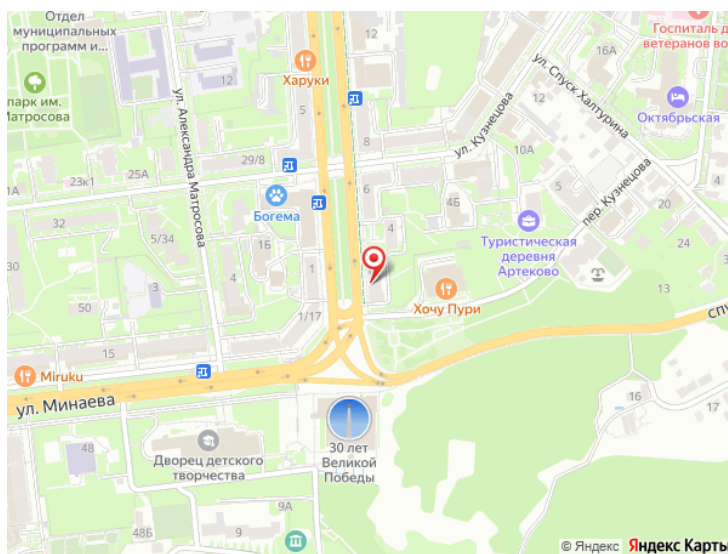 Отдел
муниципальных
программ и...
12
Харуки
Госпиталь д
ветеранов во
16А
ул. Спуск Халтурина
парк им.
Матросова
ул. Александра Матросова
12
5
8
ул. Кузнецова
12
Октябрьская
10А
пер. Кузнецова
29/8
25А
23к1
1А
6
5
4Б
Богема
32
5/34
1Б
4
4
Туристическая
деревня
Артеково
20
24
3
4
1
50
Хочу Пури
1/17
спу
15
Miruku
ул. Минаева
16
17
48
Дворец детского
творчества
30 лет
Великой
Победы
9А
48Б
9
© Яндекс Яндекс Карты